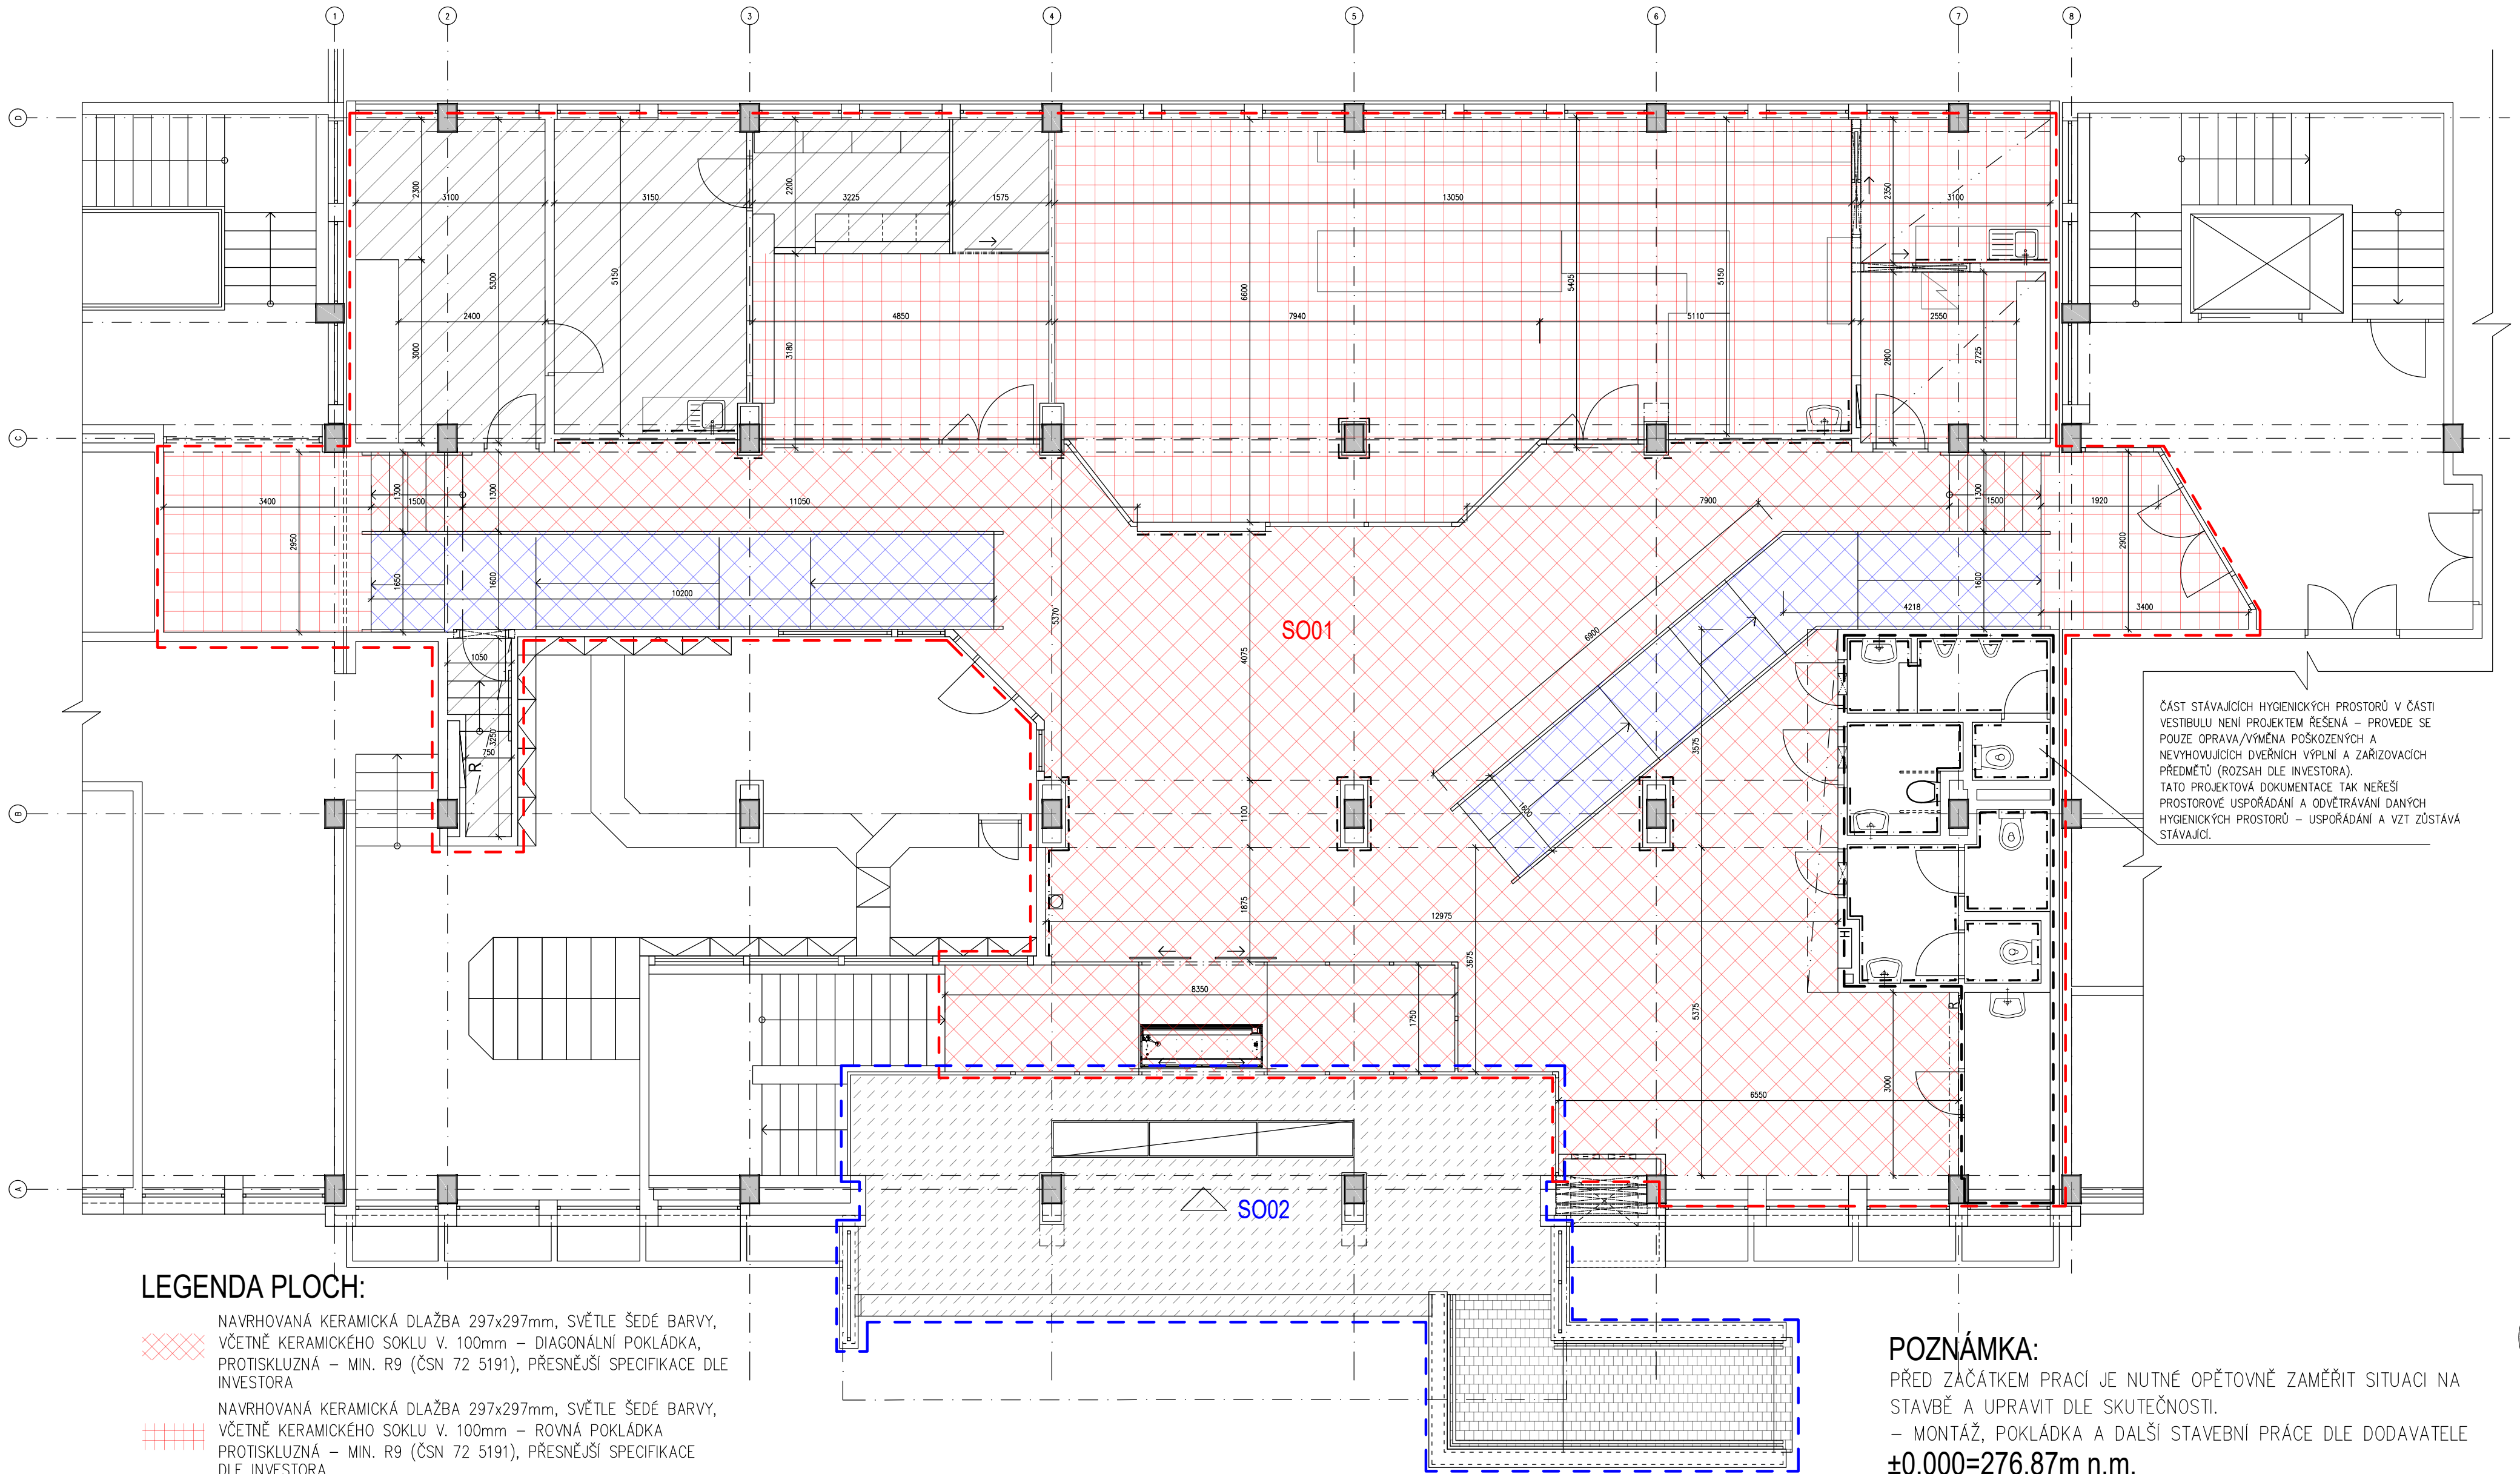 1 2 3 4 5 6 7 8
D
2300
3100
5300
3150
5150
2200
3225
1575
13050
2350
3100
6600
5405
5150
2400
3000
4850
3180
7940
5110
2550
2800
2725
C
3400
1300
1500
1300
11050
7900
1300
1500
1920
2950
1650
1600
10200
5370
4075
SO01
6900
4218
1600
3400
2900
1050
3250
750
R
3575
1600
1100
B
1875
12975
H
3675
5375
8350
1750
R
3000
6550
A
SO02
ČÁST STÁVAJÍCÍCH HYGIENICKÝCH PROSTORŮ V ČÁSTI
VESTIBULU NENÍ PROJEKTEM ŘEŠENÁ – PROVEDE SE
POUZE OPRAVA/VÝMĚNA POŠKOZENÝCH A
NEVYHOVUJÍCÍCH DVEŘNÍCH VÝPLNÍ A ZAŘIZOVACÍCH
PŘEDMĚTŮ (ROZSAH DLE INVESTORA).
TATO PROJEKTOVÁ DOKUMENTACE TAK NEŘEŠÍ
PROSTOROVÉ USPOŘÁDÁNÍ A ODVĚTRÁVÁNÍ DANÝCH
HYGIENICKÝCH PROSTORŮ – USPOŘÁDÁNÍ A VZT ZŮSTÁVÁ
STÁVAJÍCÍ.
LEGENDA PLOCH:
NAVRHOVANÁ KERAMICKÁ DLAŽBA 297x297mm, SVĚTLE ŠEDÉ BARVY,
VČETNĚ KERAMICKÉHO SOKLU V. 100mm – DIAGONÁLNÍ POKLÁDKA,
PROTISKLUZNÁ – MIN. R9 (ČSN 72 5191), PŘESNĚJŠÍ SPECIFIKACE DLE
INVESTORA
NAVRHOVANÁ KERAMICKÁ DLAŽBA 297x297mm, SVĚTLE ŠEDÉ BARVY,
VČETNĚ KERAMICKÉHO SOKLU V. 100mm – ROVNÁ POKLÁDKA
PROTISKLUZNÁ – MIN. R9 (ČSN 72 5191), PŘESNĚJŠÍ SPECIFIKACE
DLE INVESTORA
POZNÁMKA:
PŘED ZAČÁTKEM PRACÍ JE NUTNÉ OPĚTOVNĚ ZAMĚŘIT SITUACI NA
STAVBĚ A UPRAVIT DLE SKUTEČNOSTI.
– MONTÁŽ, POKLÁDKA A DALŠÍ STAVEBNÍ PRÁCE DLE DODAVATELE
±0,000=276,87m n.m.